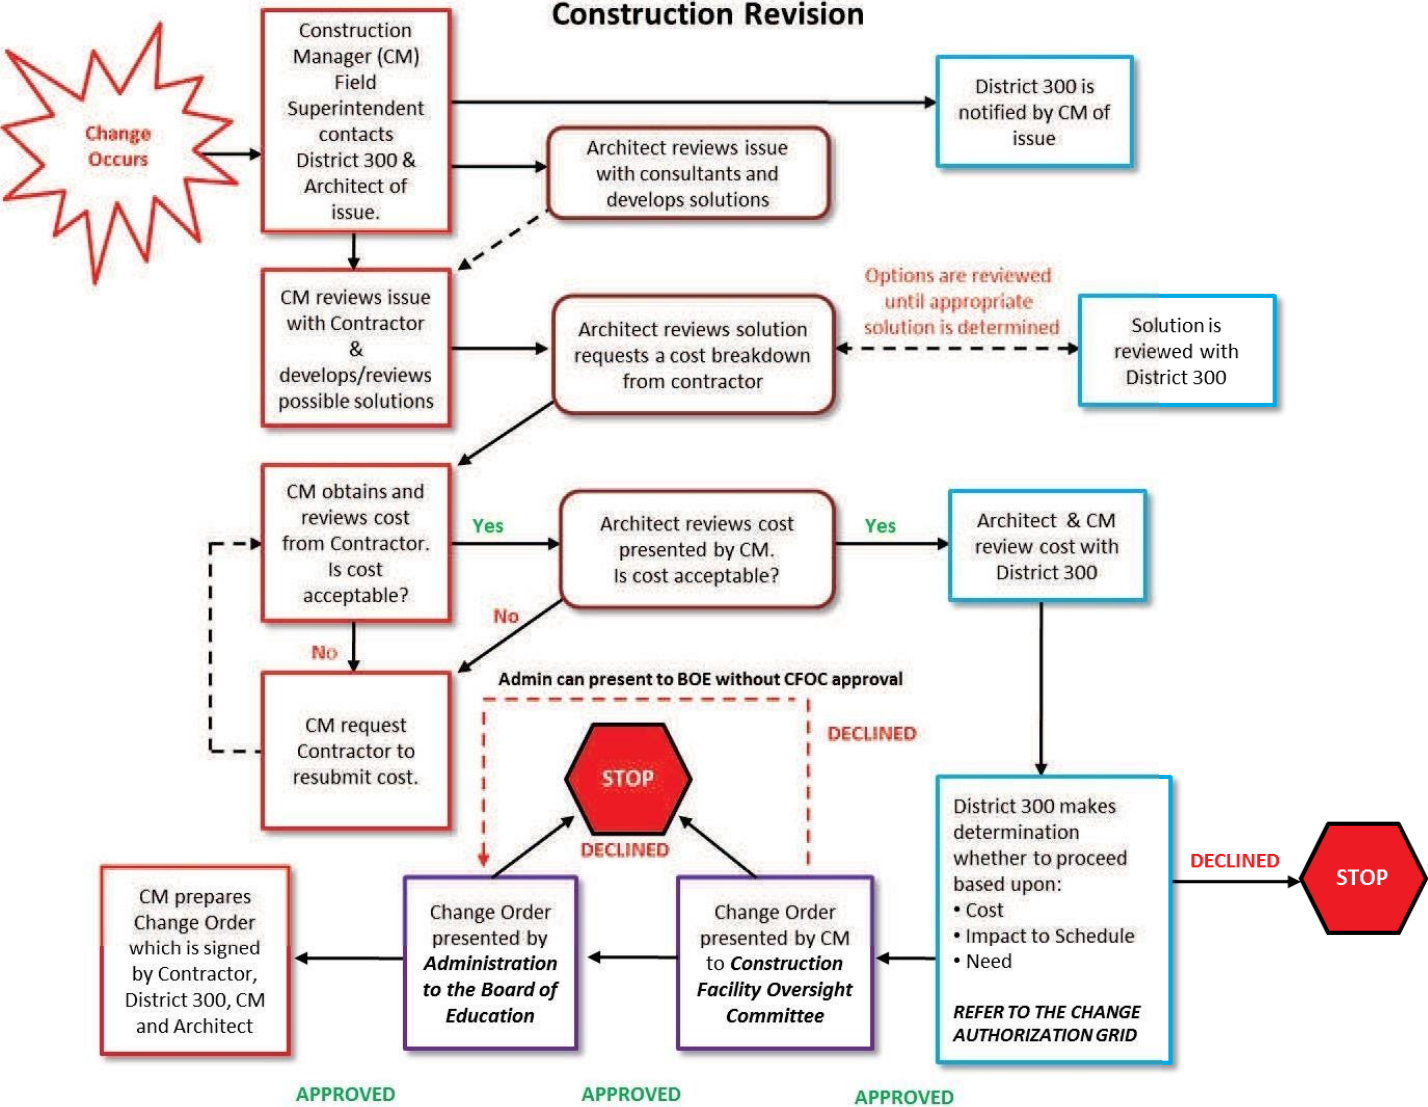 Construction Revision
Change
Occurs
Construction
Manager (CM)
Field
Superintendent
contacts
District 300 &
Architect of
issue.
District 300 is
notified by CM of
issue
Architect reviews issue
with consultants and
develops solutions
CM reviews issue
with Contractor
&
develops/reviews
possible solutions
Architect reviews solution
requests a cost breakdown
from contractor
Options are reviewed
until appropriate
solution is determined
Solution is
reviewed with
District 300
CM obtains and
reviews cost
from Contractor.
Is cost
acceptable?
Yes
Architect reviews cost
presented by CM.
Is cost acceptable?
Yes
Architect & CM
review cost with
District 300
No
No
CM request
Contractor to
resubmit cost.
Admin can present to BOE without CFOC approval
DECLINED
STOP
DECLINED
District 300 makes
determination
whether to proceed
based upon:
• Cost
• Impact to Schedule
• Need
REFER TO THE CHANGE
AUTHORIZATION GRID
DECLINED
STOP
CM prepares
Change Order
which is signed
by Contractor,
District 300, CM
and Architect
Change Order
presented by
Administration
to the Board of
Education
Change Order
presented by CM
to Construction
Facility Oversight
Committee
APPROVED
APPROVED
APPROVED